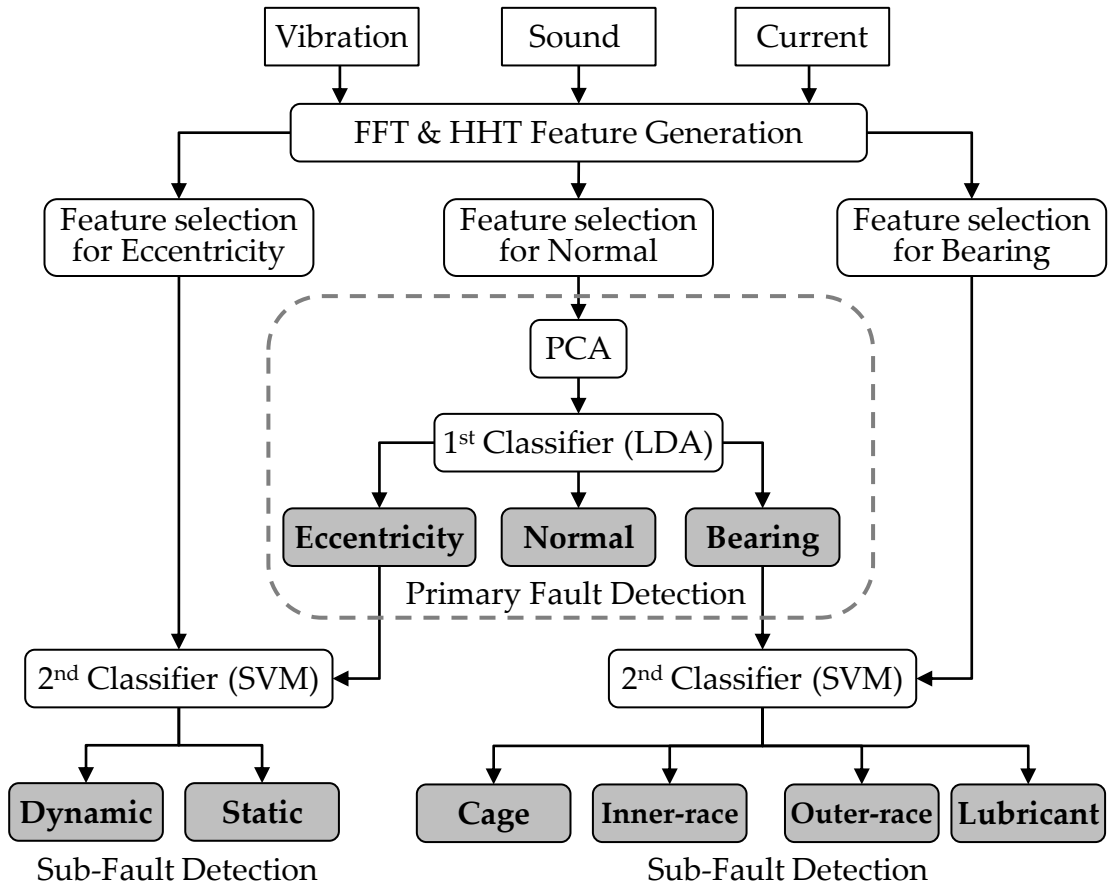 Vibration
Sound
Current
FFT & HHT Feature Generation
Feature selection
for Eccentricity
Feature selection
for Normal
Feature selection
for Bearing
PCA
1st Classifier (LDA)
Eccentricity
Normal
Bearing
Primary Fault Detection
2nd Classifier (SVM)
2nd Classifier (SVM)
Dynamic
Static
Cage
Inner-race
Outer-race
Lubricant
Sub-Fault Detection
Sub-Fault Detection